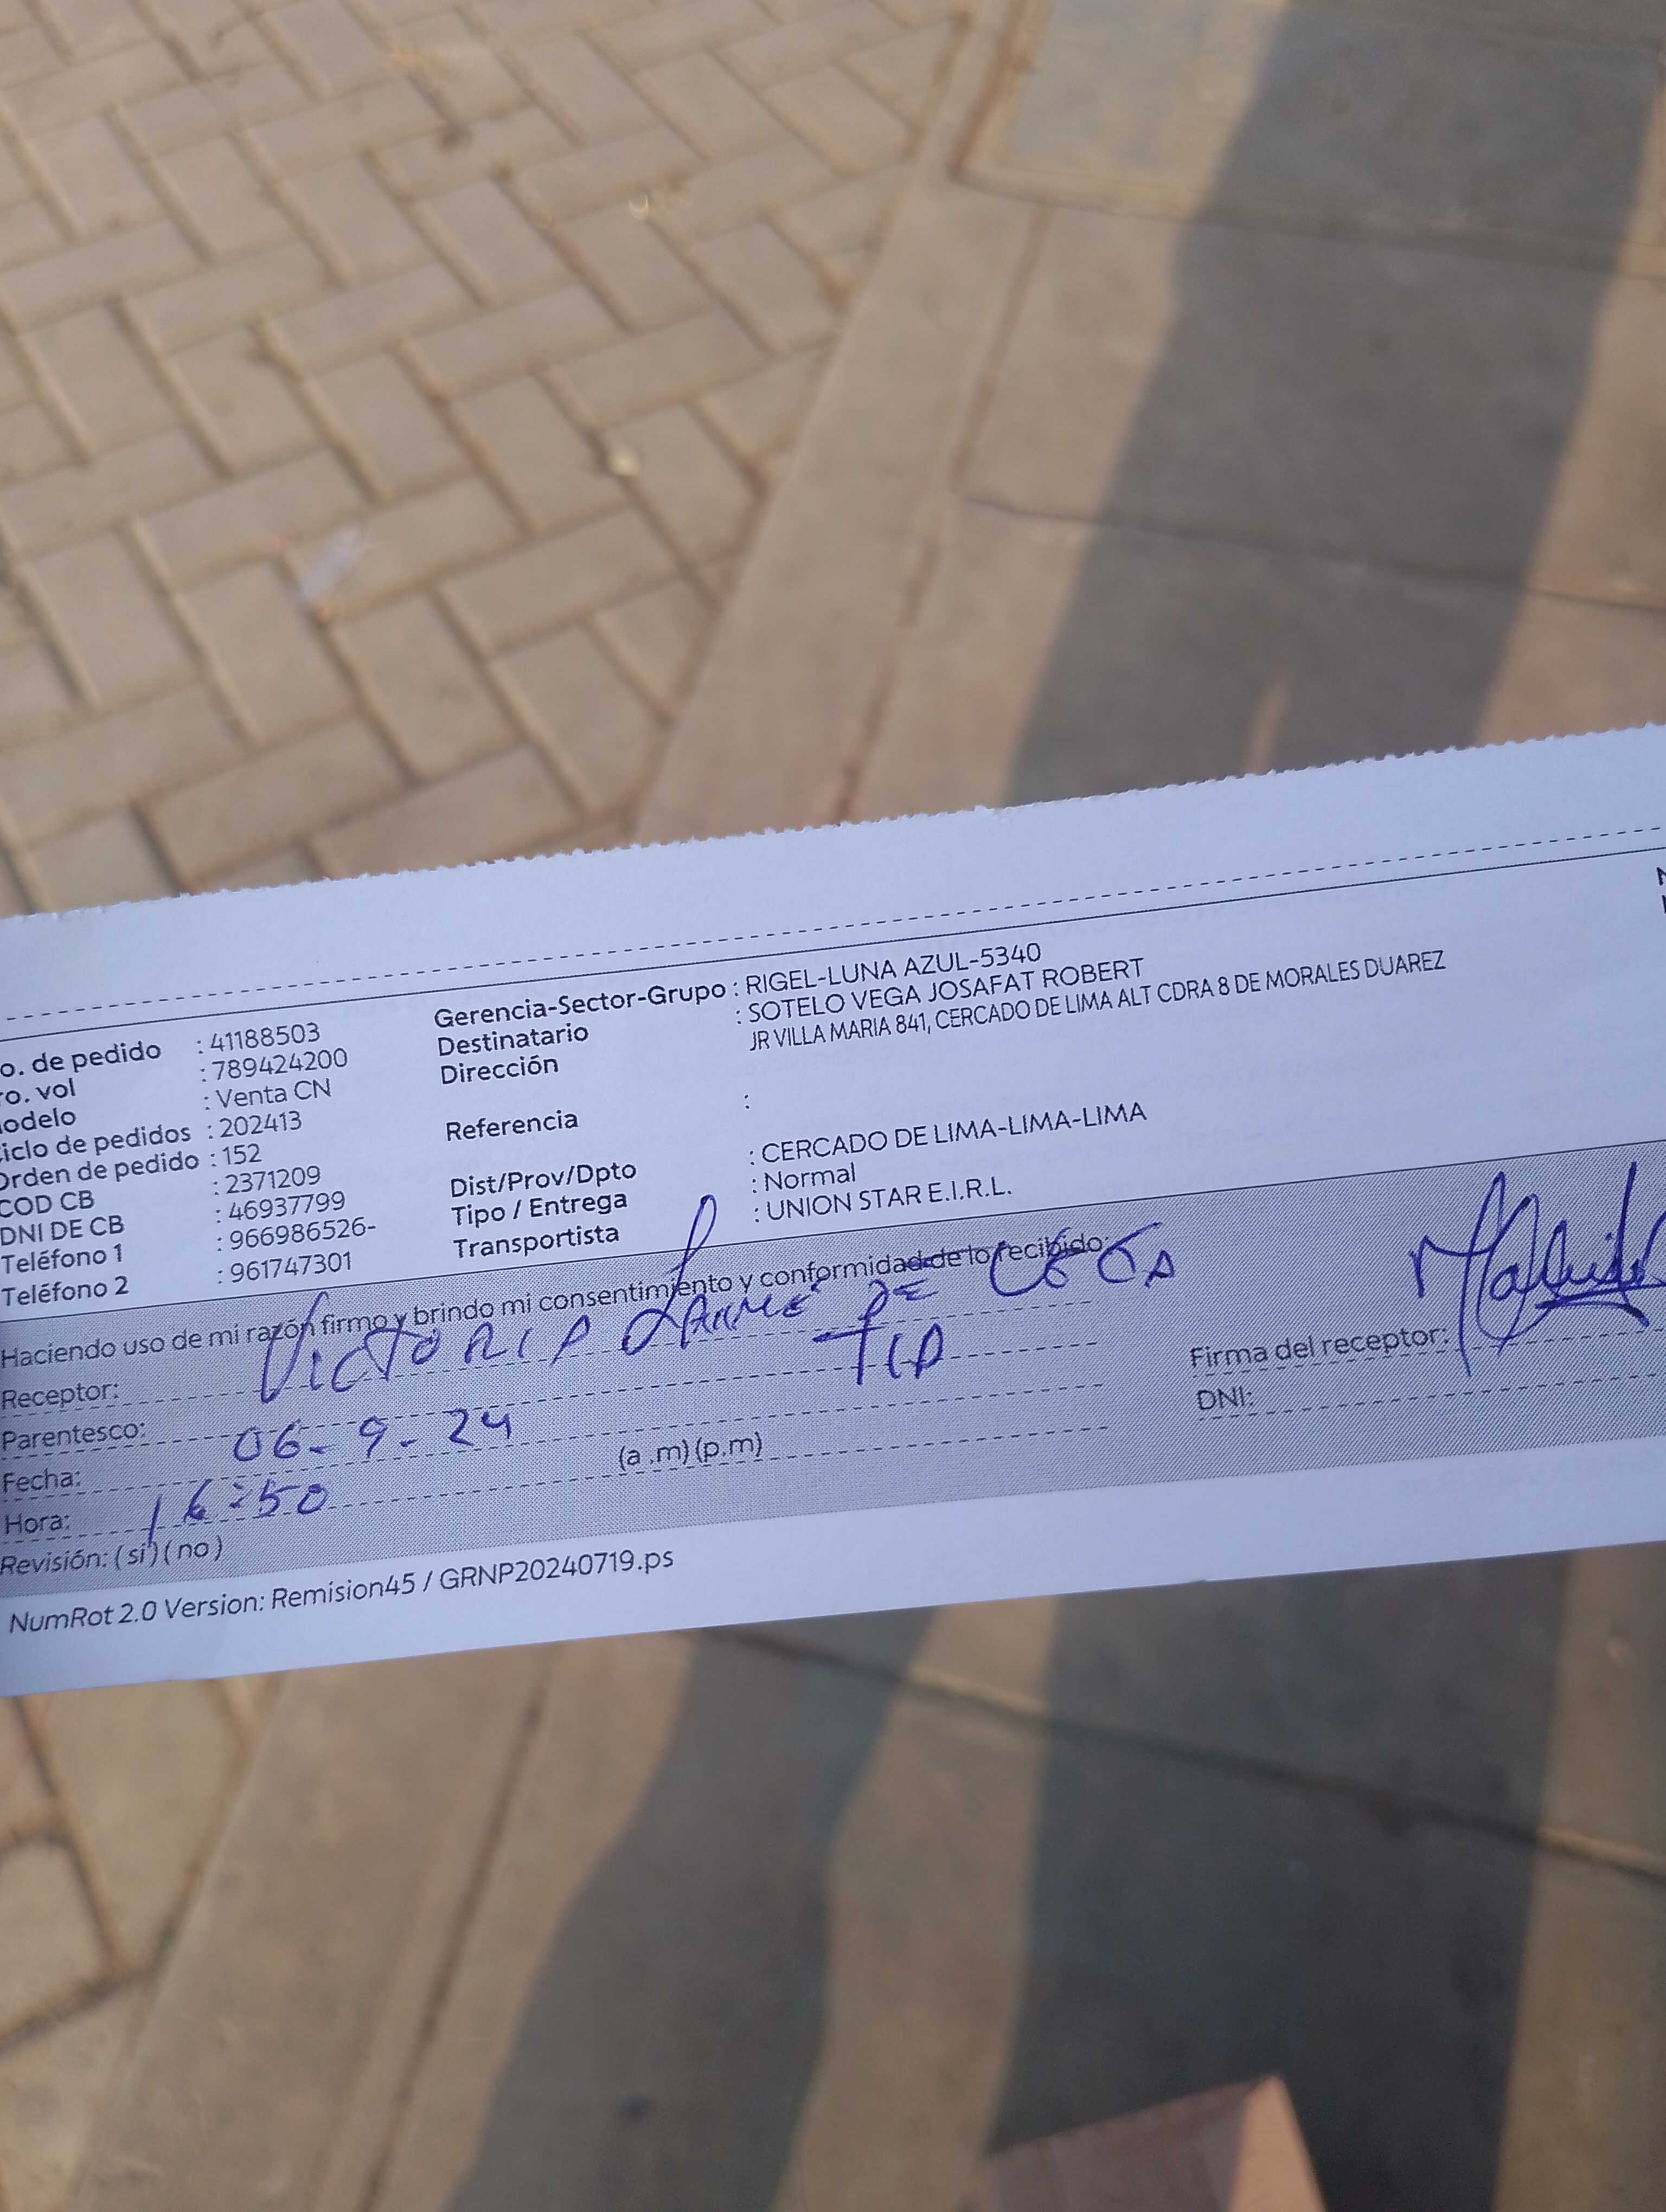 o. de pedido : 41188503
ro. vol : 789424200
odelo : Venta CN
iclo de pedidos : 202413
Orden de pedido : 152
COD CB : 2371209
DNI DE CB : 46937799
Teléfono 1 : 966986526-
Teléfono 2 : 961747301
Gerencia-Sector-Grupo : RIGEL-LUNA AZUL-5340
Destinatario : SOTELO VEGA JOSAFAT ROBERT
Dirección JR VILLA MARIA 841, CERCADO DE LIMA ALT CDRA 8 DE MORALES DUAREZ
Referencia :
Dist/Prov/Dpto : CERCADO DE LIMA-LIMA-LIMA
Tipo / Entrega : Normal
Transportista : UNION STAR E.I.R.L.
Haciendo uso de mi razón firmo y brindo mi consentimiento y conformidad de lo recibido:
Receptor: VICTORIA DE
Parentesco: TIA
Fecha: 06-9-24
Hora: 16:50 (a .m) (p.m)
Revisión: ( si ) ( no )
Firma del receptor:
DNI:
NumRot 2.0 Version: Remision45 / GRNP20240719.ps